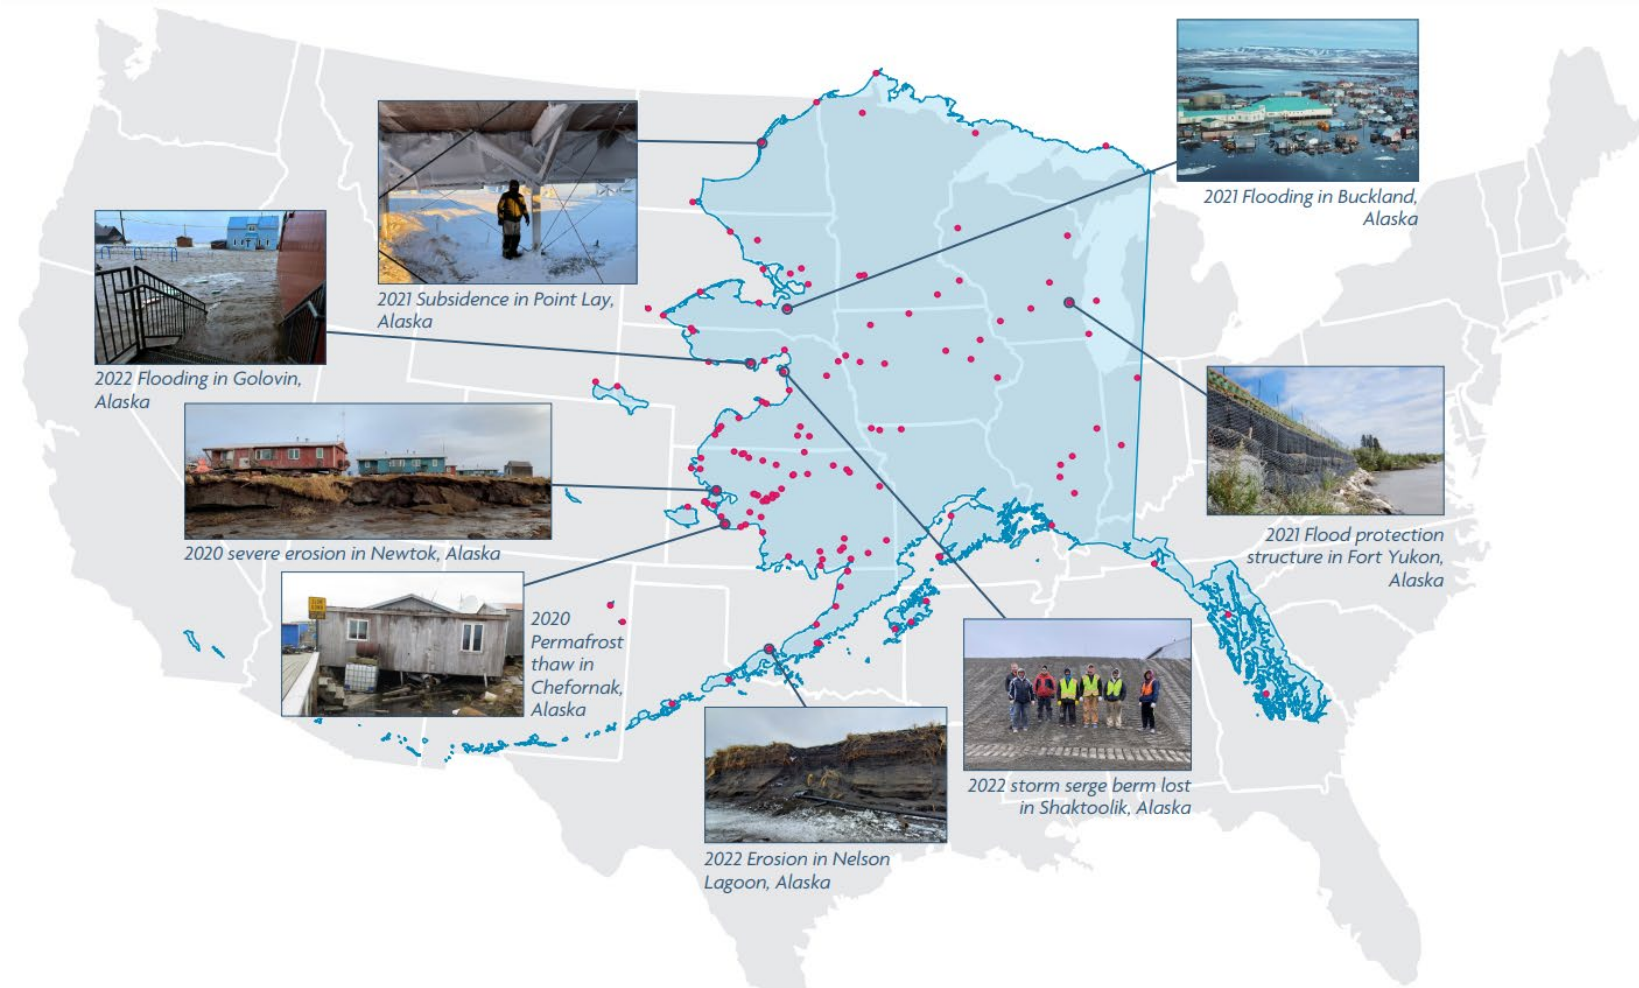 2021 Flooding in Buckland,
Alaska
2021 Subsidence in Point Lay,
Alaska
2022 Flooding in Golovin,
Alaska
2020 severe erosion in Newtok, Alaska
2021 Flood protection
structure in Fort Yukon,
Alaska
2020
Permafrost
thaw in
Chefornak,
Alaska
2022 storm serge berm lost
in Shaktoolik, Alaska
2022 Erosion in Nelson
Lagoon, Alaska